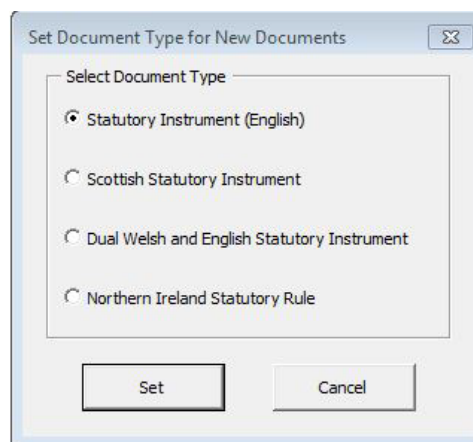 Set Document Type for New Documents
Select Document Type
Statutory Instrument (English)
Scottish Statutory Instrument
Dual Welsh and English Statutory Instrument
Northern Ireland Statutory Rule
Set
Cancel